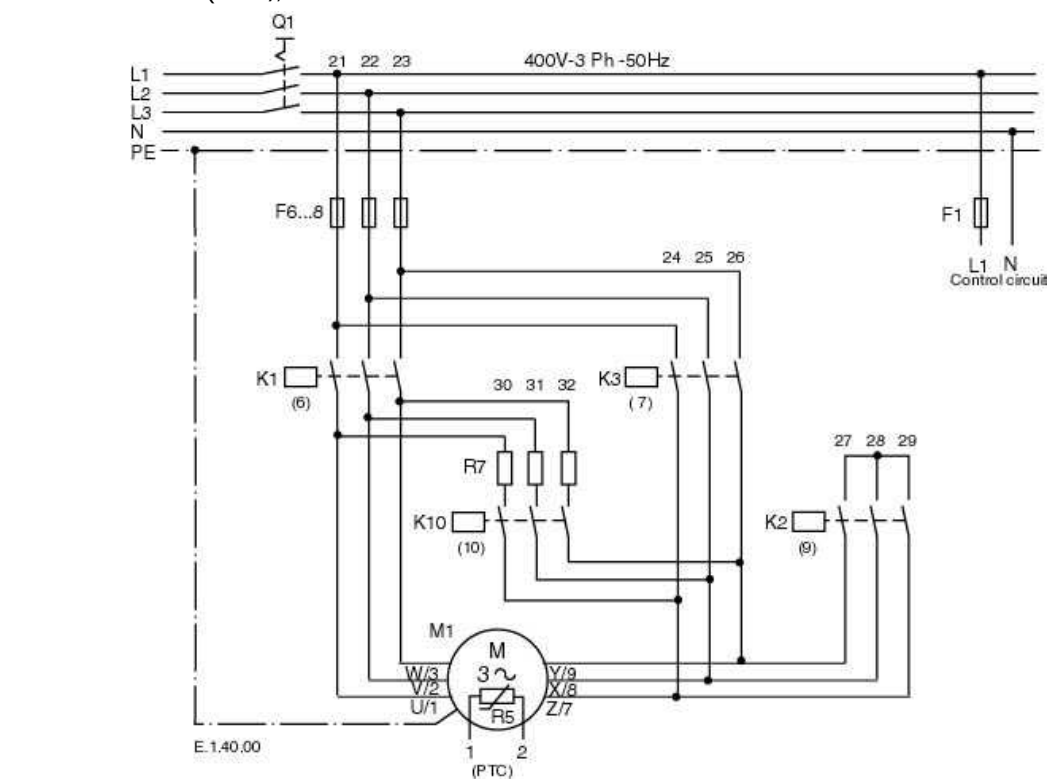 Q1
21 22 23
400V-3 Ph -50Hz
L1
L2
L3
N
PE
F6...8
F1
24 25 26
L1 N
Control circuit
K1
(6)
K3
( 7)
30 31 32
27 28 29
R7
K10
(10)
K2
(9)
M1
M
3 ~
W/3
Y/9
V/2
X/8
U/1
Z/7
R5
E.1.40.00
1
2
(PTC)